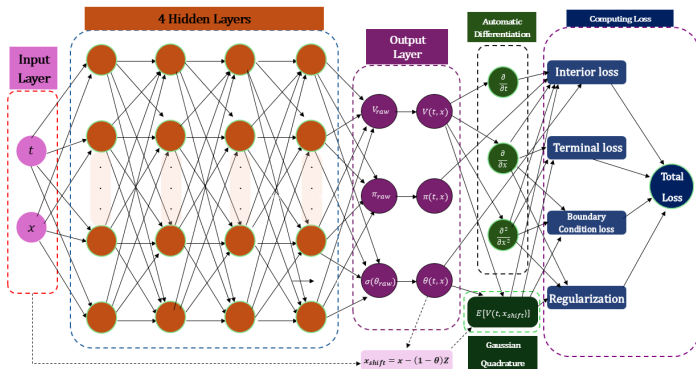 4 Hidden Layers
Input
Layer
Output
Layer
Automatic
Differentiation
Computing Loss
t
x
V_raw
π_raw
σ(θ_raw)
V(t, x)
π(t, x)
θ(t, x)
∂/∂t
∂/∂x
∂²/∂x²
E[V(t, x_shift)]
Gaussian
Quadrature
x_shift = x − (1 − θ)Z
Interior loss
Terminal loss
Boundary
Condition loss
Regularization
Total
Loss